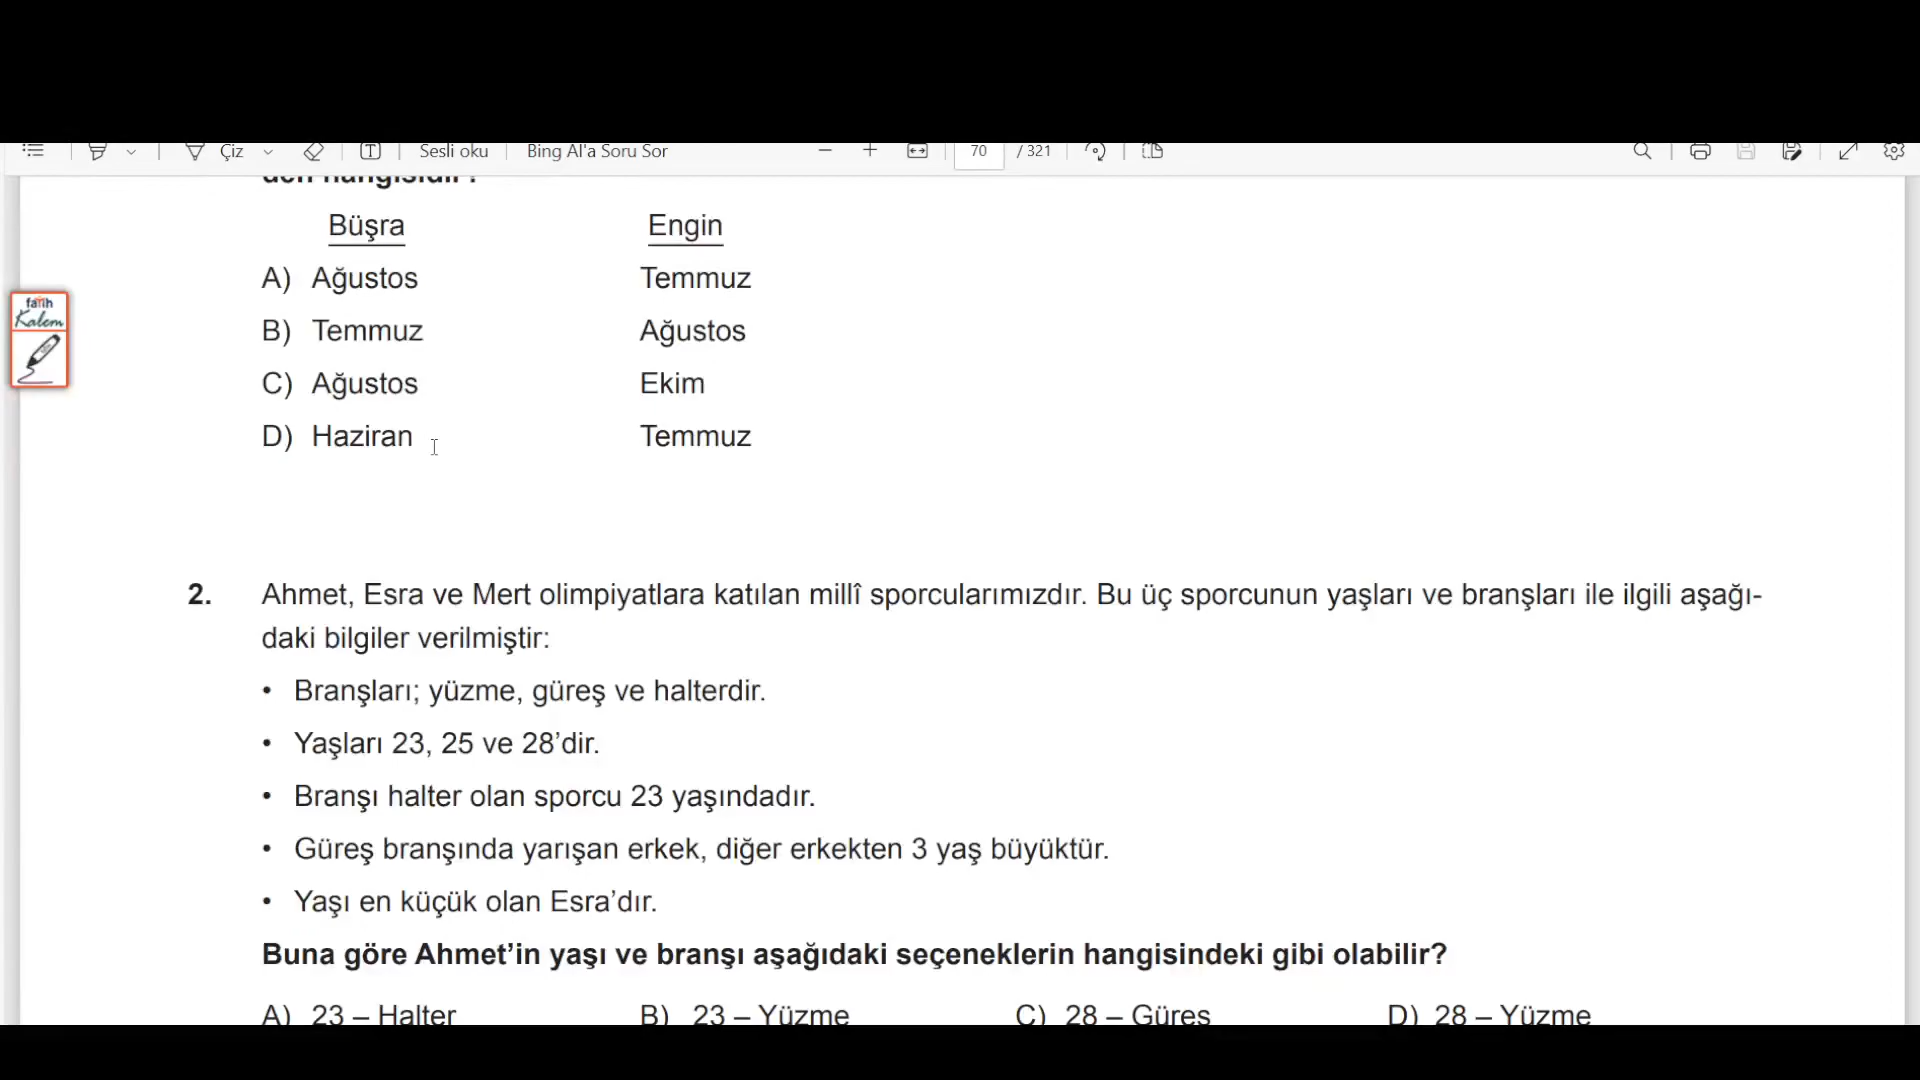 Çiz
Sesli oku
Bing AI'a Soru Sor
70 / 321
den hangisidir?
Büşra Engin
A) Ağustos Temmuz
B) Temmuz Ağustos
C) Ağustos Ekim
D) Haziran Temmuz
fatih
Kalem
2. Ahmet, Esra ve Mert olimpiyatlara katılan millî sporcularımızdır. Bu üç sporcunun yaşları ve branşları ile ilgili aşağı-
daki bilgiler verilmiştir:
• Branşları; yüzme, güreş ve halterdir.
• Yaşları 23, 25 ve 28’dir.
• Branşı halter olan sporcu 23 yaşındadır.
• Güreş branşında yarışan erkek, diğer erkekten 3 yaş büyüktür.
• Yaşı en küçük olan Esra’dır.
Buna göre Ahmet’in yaşı ve branşı aşağıdaki seçeneklerin hangisindeki gibi olabilir?
A) 23 – Halter B) 23 – Yüzme C) 28 – Güreş D) 28 – Yüzme